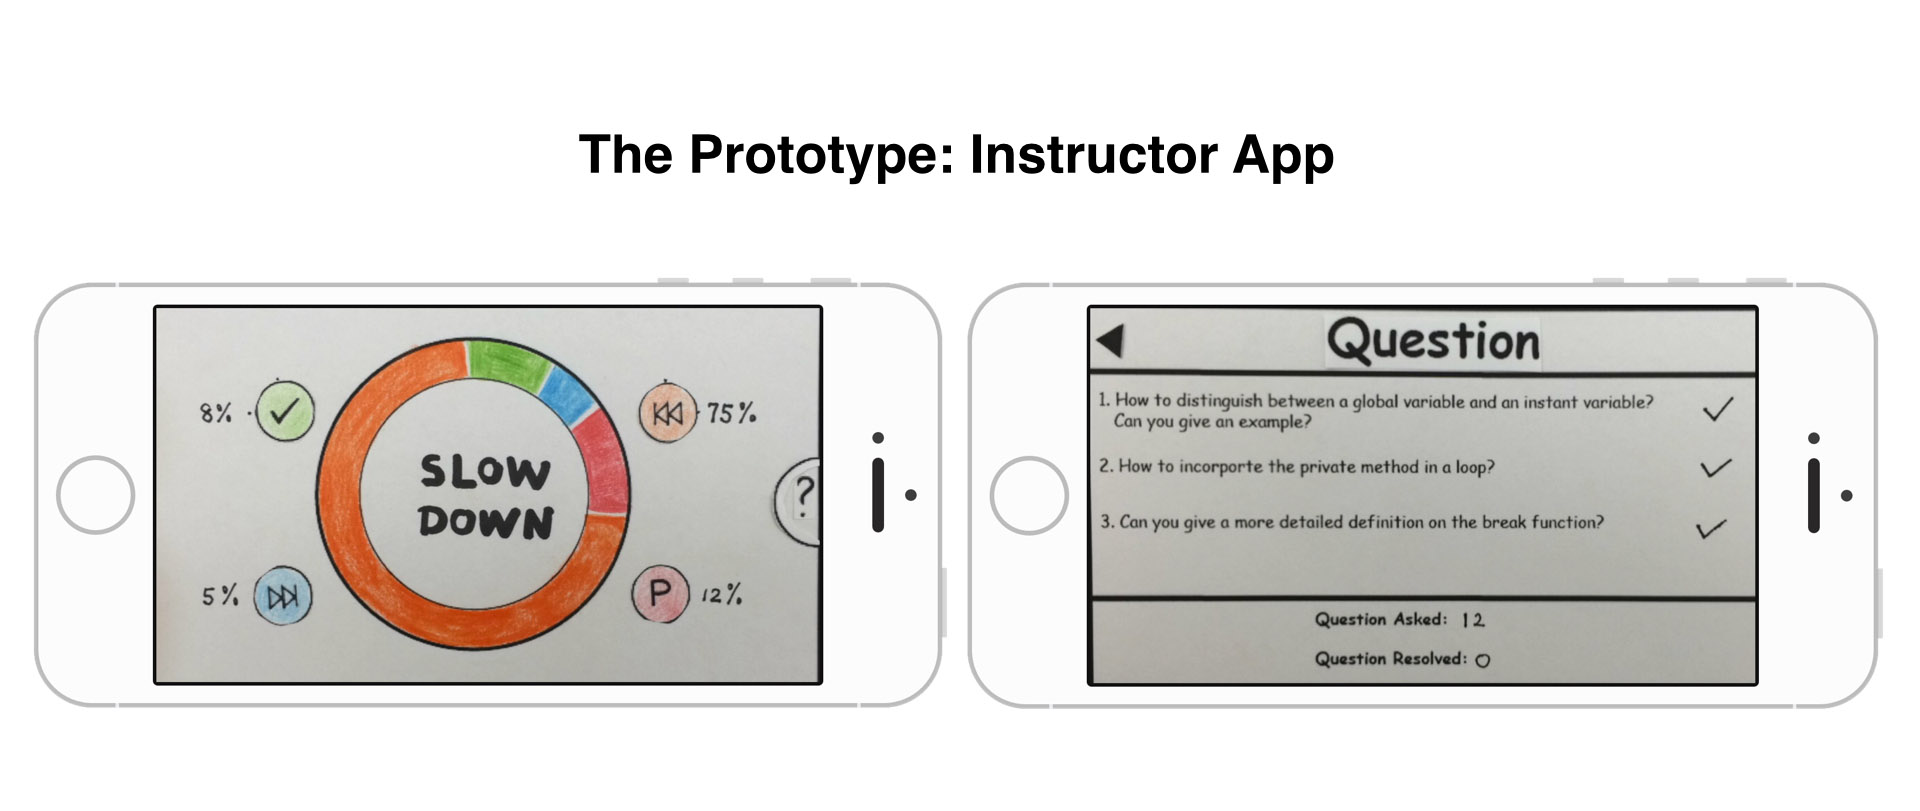 The Prototype: Instructor App
8%
75%
SLOW
DOWN
?
5%
P
12%
Question
1. How to distinguish between a global variable and an instant variable?
Can you give an example?
2. How to incorporte the private method in a loop?
3. Can you give a more detailed definition on the break function?
Question Asked: 12
Question Resolved: 0